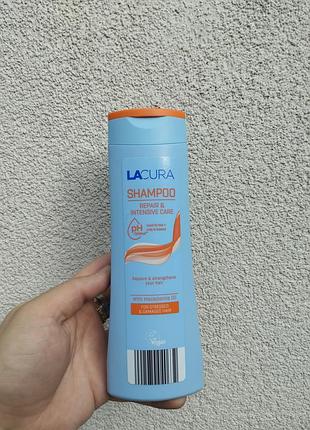 LACURA
SHAMPOO
REPAIR &
INTENSIVE CARE
pH
Repairs & strengthens
your hair
With macadamia oil
FOR STRESSED
& DAMAGED HAIR
Vegan